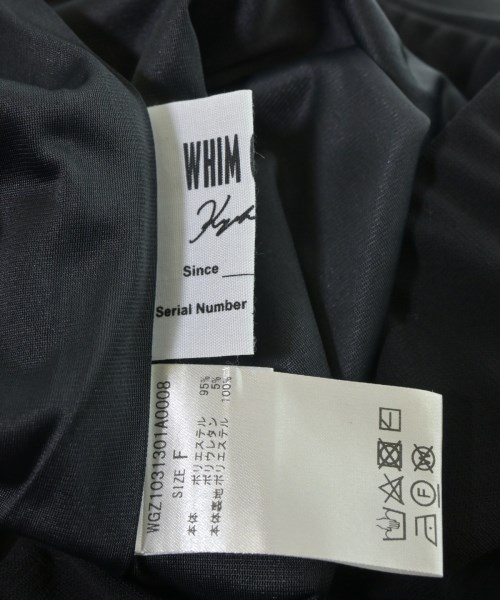 WHIM
Since
Serial Number
WGZ1031301A0008
SIZE F
本体 ポリエステル 95%
ポリウレタン 5%
本体裏地 ポリエステル 100%